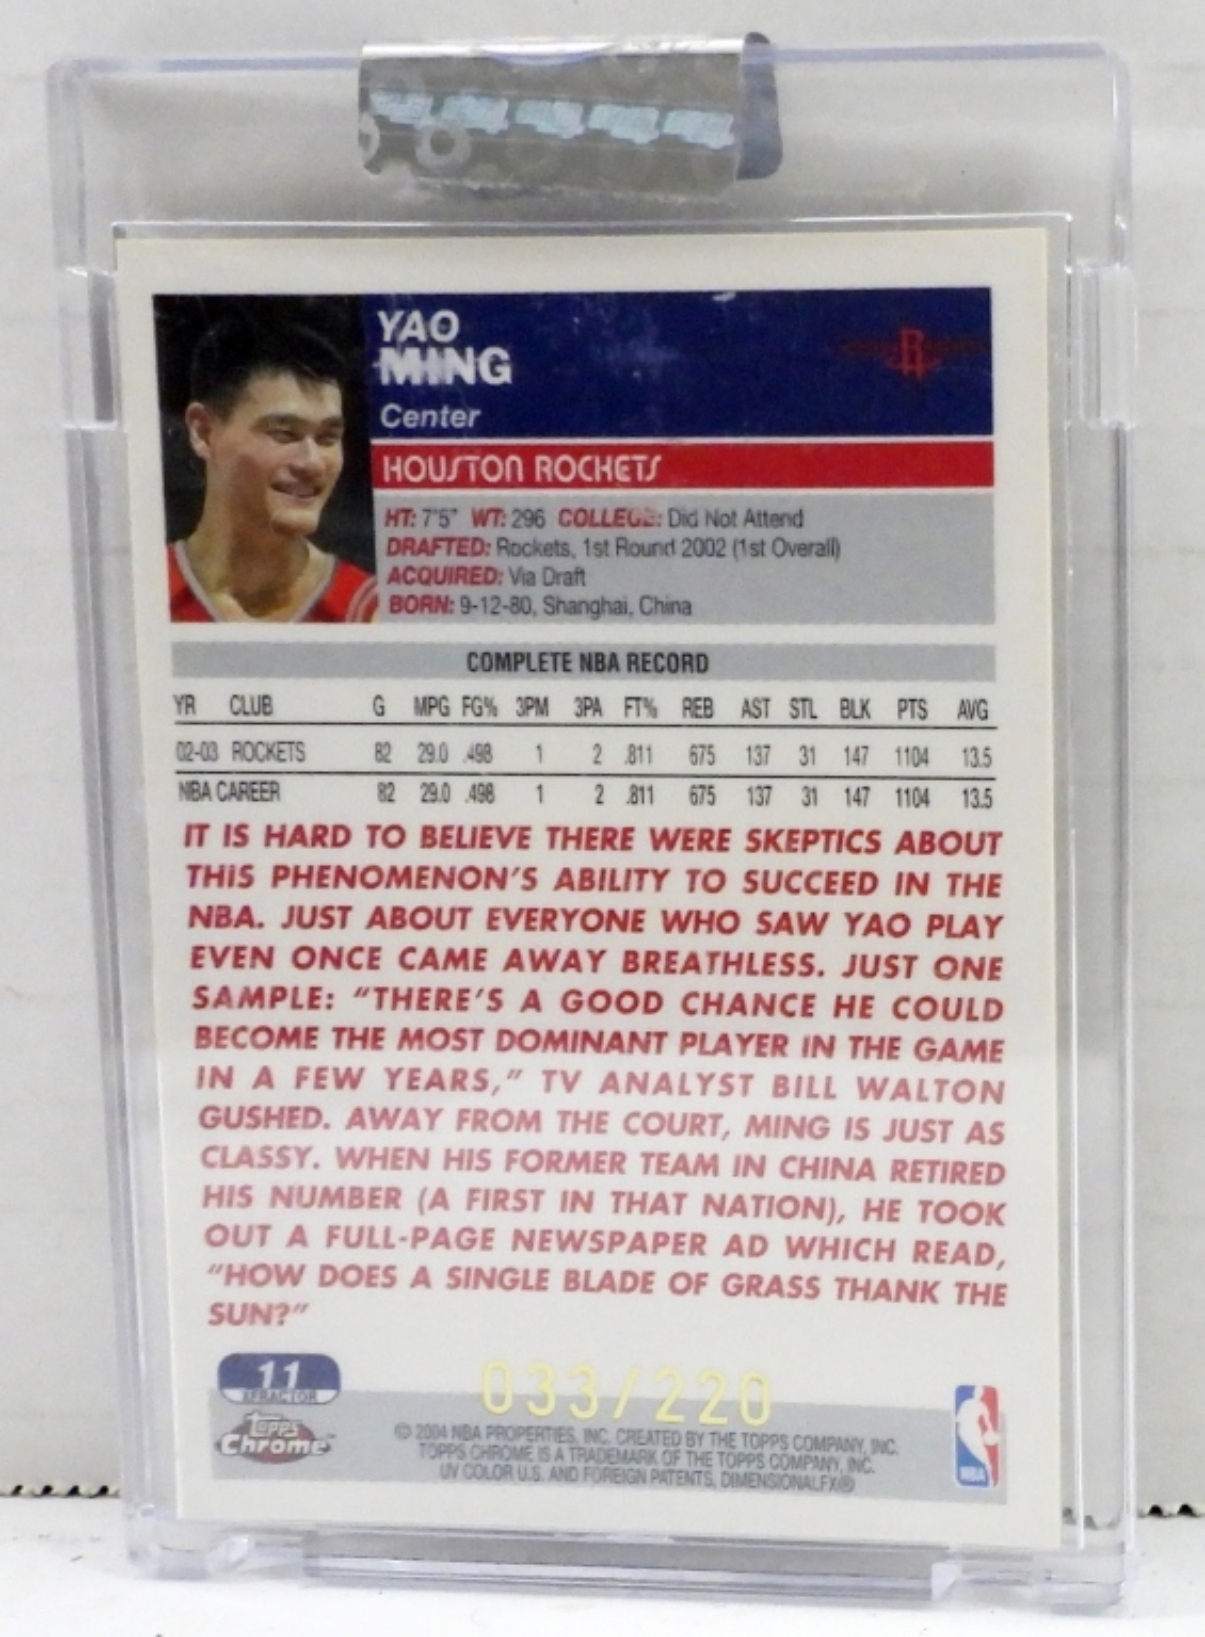 YAO
MING
Center
R
HOUSTON ROCKETS
HT: 7'5" WT: 296 COLLEGE: Did Not Attend
DRAFTED: Rockets, 1st Round 2002 (1st Overall)
ACQUIRED: Via Draft
BORN: 9-12-80, Shanghai, China
COMPLETE NBA RECORD
YR CLUB G MPG FG% 3PM 3PA FT% REB AST STL BLK PTS AVG
02-03 ROCKETS 82 29.0 .498 1 2 .811 675 137 31 147 1104 13.5
NBA CAREER 82 29.0 .498 1 2 .811 675 137 31 147 1104 13.5
IT IS HARD TO BELIEVE THERE WERE SKEPTICS ABOUT
THIS PHENOMENON'S ABILITY TO SUCCEED IN THE
NBA. JUST ABOUT EVERYONE WHO SAW YAO PLAY
EVEN ONCE CAME AWAY BREATHLESS. JUST ONE
SAMPLE: "THERE'S A GOOD CHANCE HE COULD
BECOME THE MOST DOMINANT PLAYER IN THE GAME
IN A FEW YEARS," TV ANALYST BILL WALTON
GUSHED. AWAY FROM THE COURT, MING IS JUST AS
CLASSY. WHEN HIS FORMER TEAM IN CHINA RETIRED
HIS NUMBER (A FIRST IN THAT NATION), HE TOOK
OUT A FULL-PAGE NEWSPAPER AD WHICH READ,
"HOW DOES A SINGLE BLADE OF GRASS THANK THE
SUN?"
11
XFRACTOR
033/220
Topps
Chrome
© 2004 NBA PROPERTIES, INC. CREATED BY THE TOPPS COMPANY, INC.
TOPPS CHROME IS A TRADEMARK OF THE TOPPS COMPANY, INC.
UV COLOR U.S. AND FOREIGN PATENTS, DIMENSIONALFX®
NBA